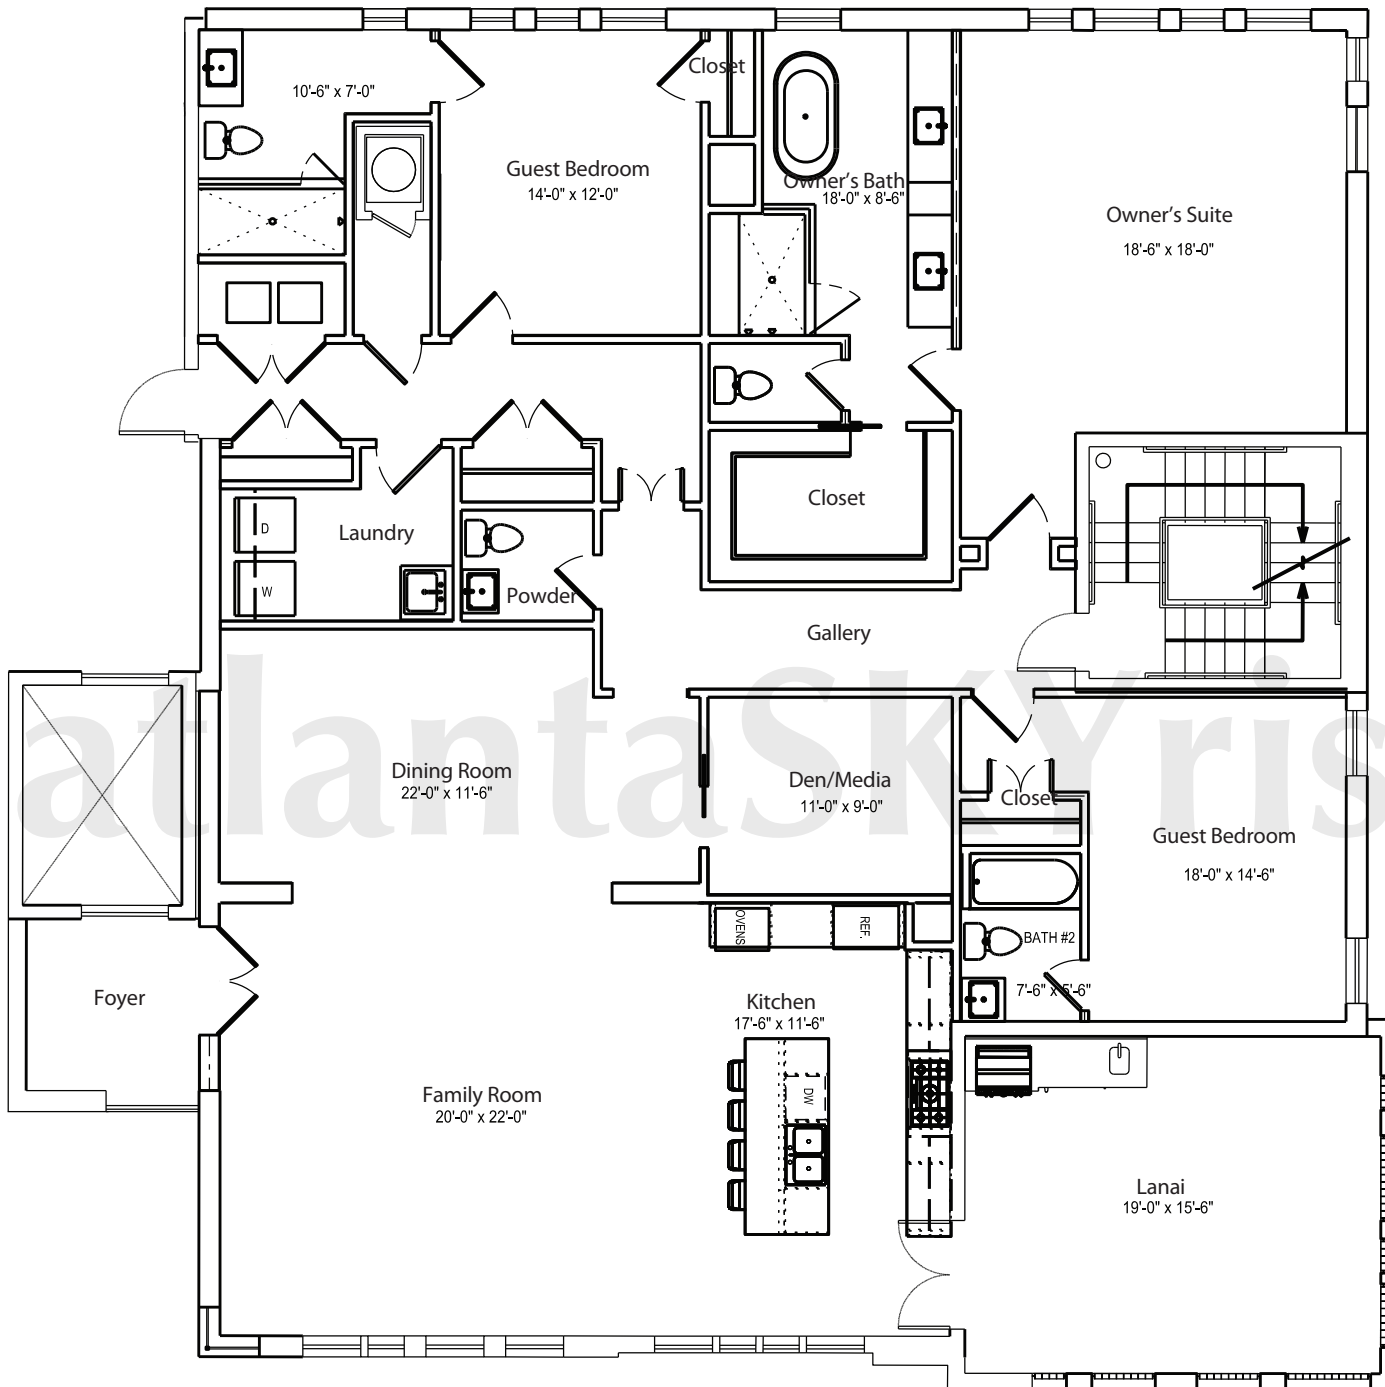 Closet
10'-6" x 7'-0"
Guest Bedroom
14'-0" x 12'-0"
Owner's Bath
18'-0" x 8'-6"
Owner's Suite
18'-6" x 18'-0"
Closet
D
Laundry
W
Powder
Gallery
atlantaSKYris
Dining Room
22'-0" x 11'-6"
Den/Media
11'-0" x 9'-0"
Closet
Guest Bedroom
18'-0" x 14'-6"
OVENS
REF.
BATH #2
7'-6" x 5'-6"
Foyer
Kitchen
17'-6" x 11'-6"
DW
Family Room
20'-0" x 22'-0"
Lanai
19'-0" x 15'-6"